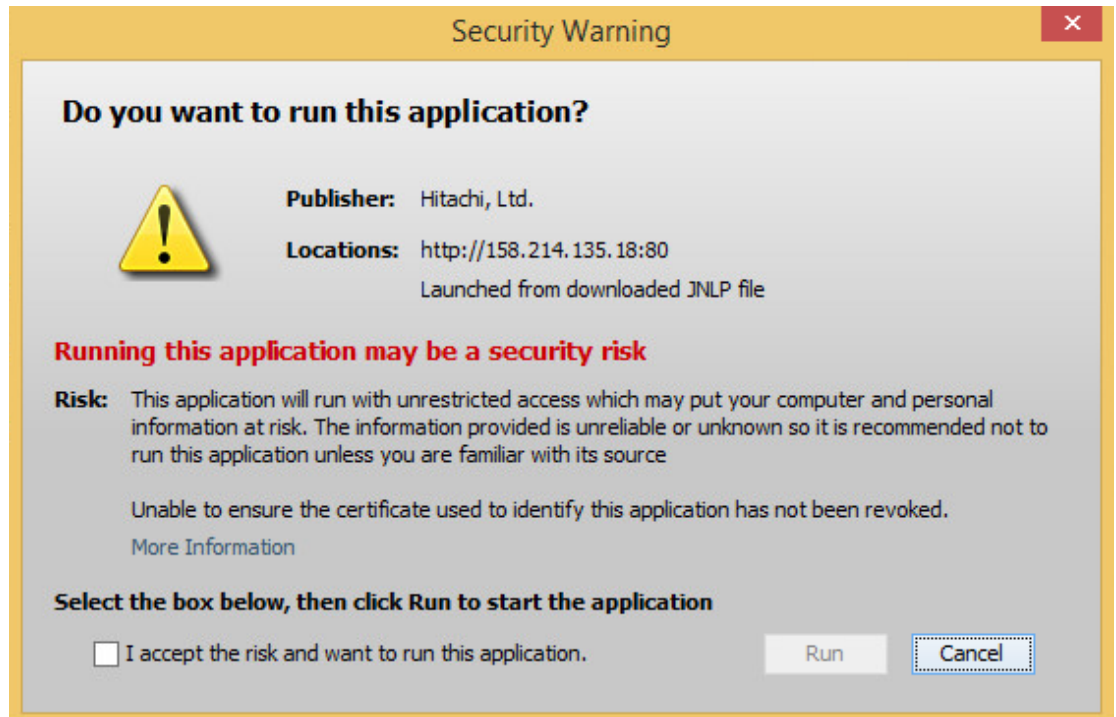 Security Warning
Do you want to run this application?
Publisher: Hitachi, Ltd.
Locations: http://158.214.135.18:80
Launched from downloaded JNLP file
Running this application may be a security risk
Risk: This application will run with unrestricted access which may put your computer and personal
information at risk. The information provided is unreliable or unknown so it is recommended not to
run this application unless you are familiar with its source
Unable to ensure the certificate used to identify this application has not been revoked.
More Information
Select the box below, then click Run to start the application
I accept the risk and want to run this application. Run Cancel